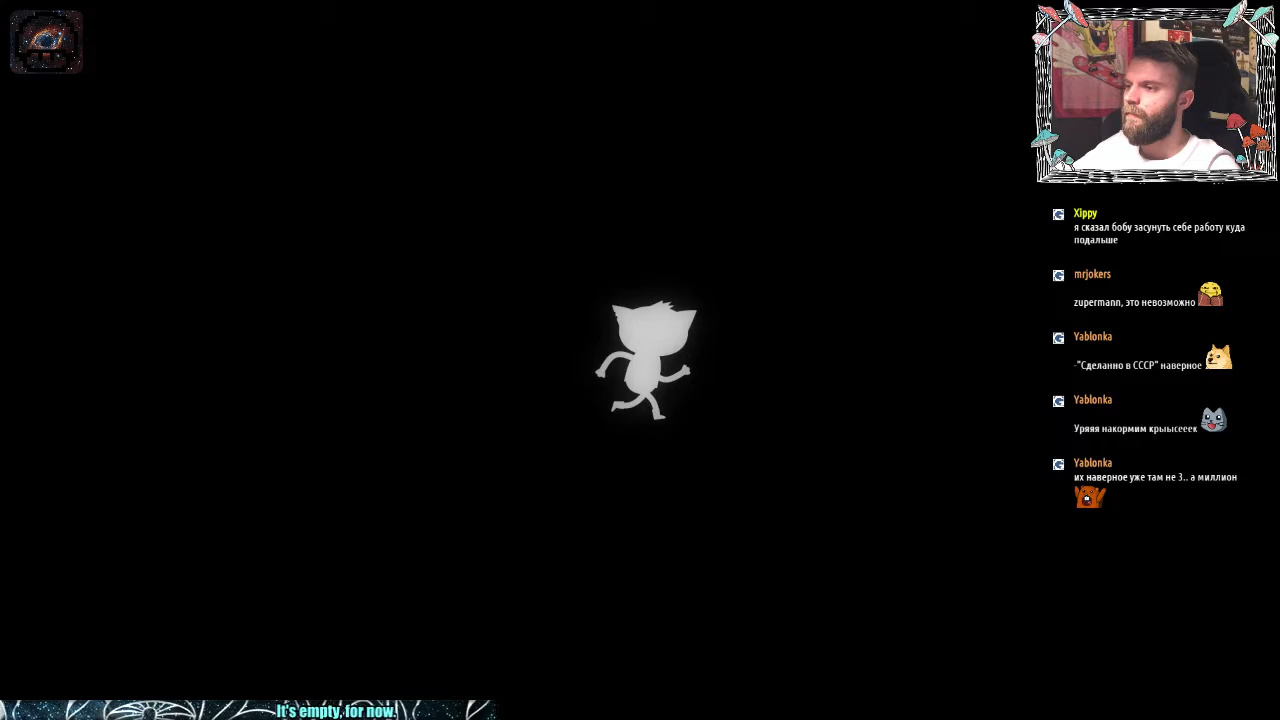 Xippy
я сказал бобу засунуть себе работу куда
подальше
mrjokers
zupermann, это невозможно
Yablonka
-"Сделанно в СССР" наверное
Yablonka
Уряяя накормим крыысееек
Yablonka
их наверное уже там не 3.. а миллион
It's empty, for now.